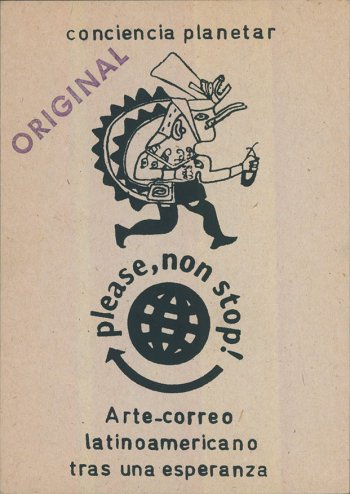 conciencia planetar
ORIGINAL
please, non stop!
Arte-correo
latinoamericano
tras una esperanza